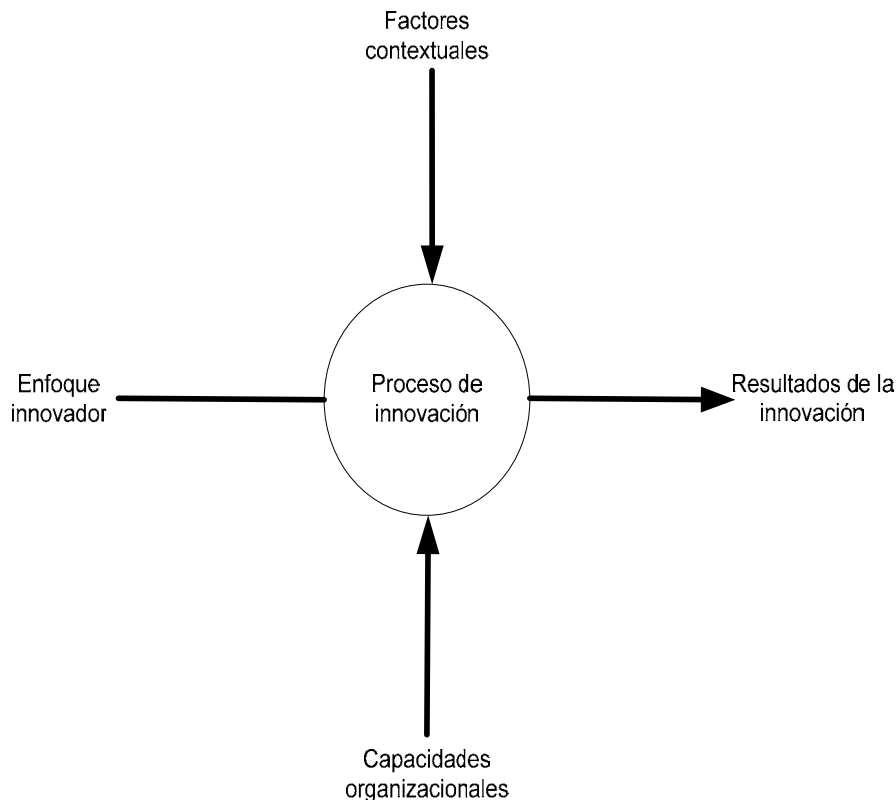 Factores
contextuales
Enfoque
innovador
Proceso de
innovación
Resultados de la
innovación
Capacidades
organizacionales